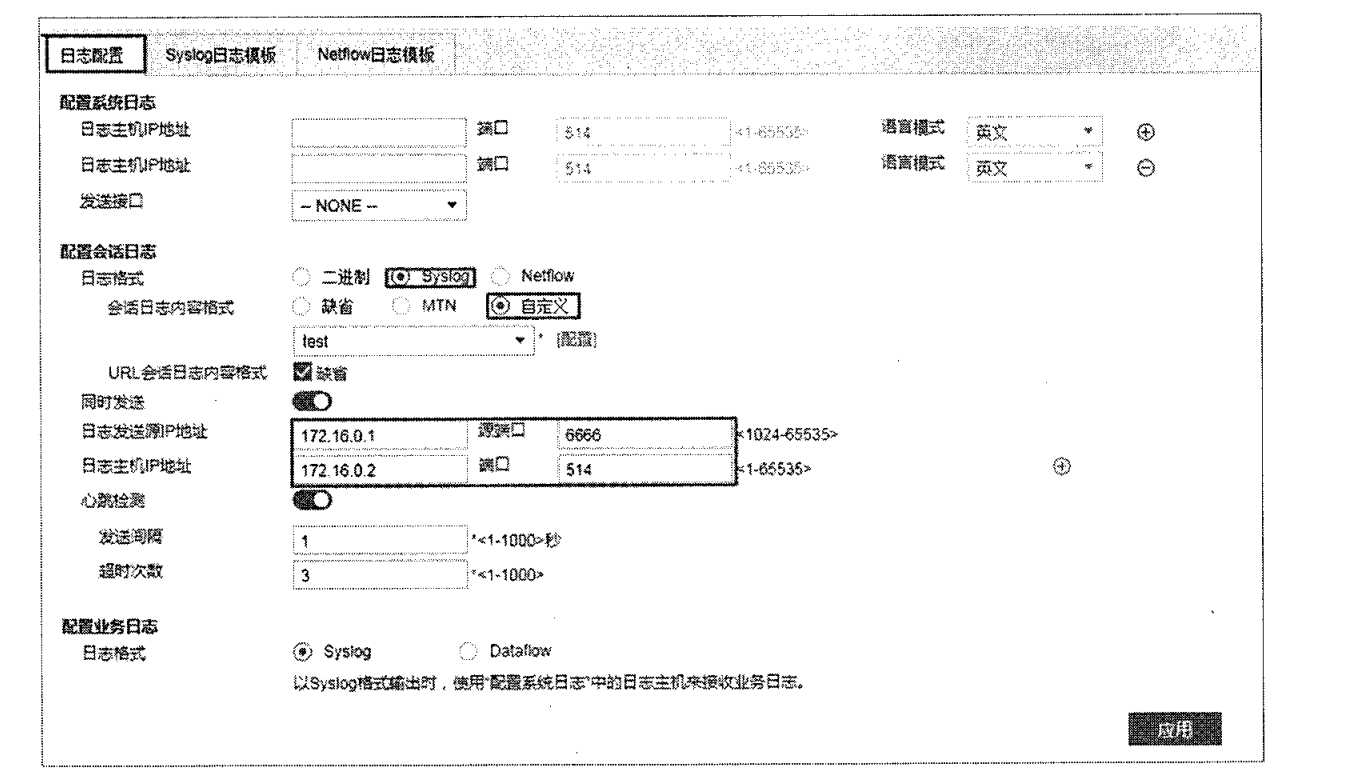 日志配置 Syslog日志模板 Netflow日志模板
配置系统日志
日志主机IP地址 端口 514 <1-65535> 语言模式 英文
日志主机IP地址 端口 514 <1-65535> 语言模式 英文
发送接口 -- NONE --
配置会话日志
日志格式 二进制 Syslog Netflow
会话日志内容格式 缺省 MTN 自定义
test * [配置]
URL会话日志内容格式 缺省
同时发送
日志发送源IP地址 172.16.0.1 源端口 6666 <1024-65535>
日志主机IP地址 172.16.0.2 端口 514 <1-65535>
心跳检测
发送间隔 1 *<1-1000>秒
超时次数 3 *<1-1000>
配置业务日志
日志格式 Syslog Dataflow
以Syslog格式输出时，使用“配置系统日志”中的日志主机来接收业务日志。
应用